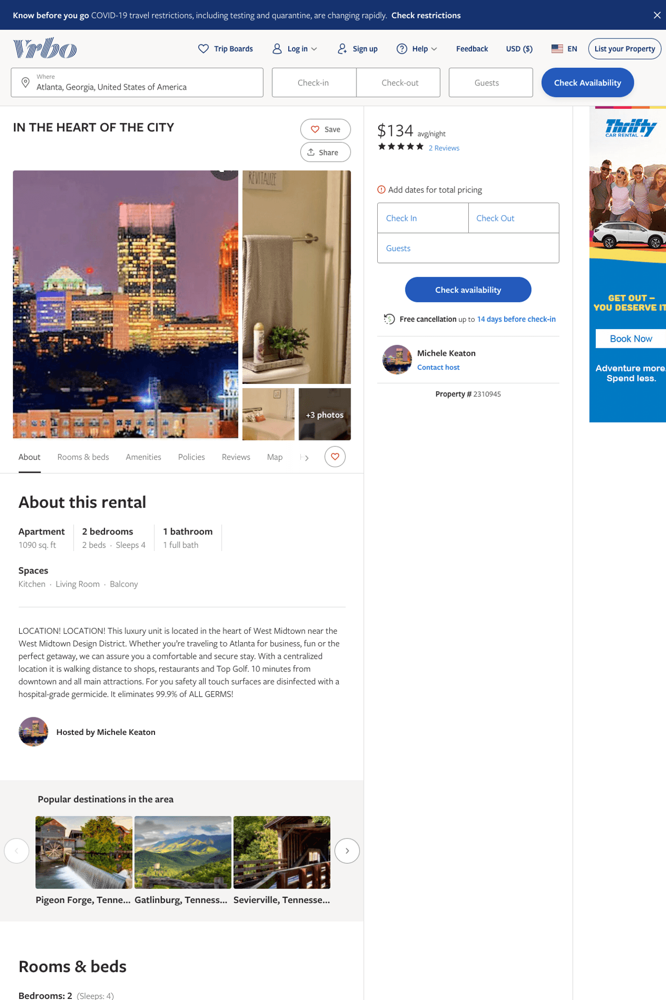 Know before you go COVID-19 travel restrictions, including testing and quarantine, are changing rapidly. Check restrictions
Vrbo
Trip Boards
Log in
Sign up
Help
Feedback
USD ($)
EN
List your Property
Where
Atlanta, Georgia, United States of America
Check-in
Check-out
Guests
Check Availability
IN THE HEART OF THE CITY
Save
Share
REVITALIZE
+3 photos
$134 avg/night
2 Reviews
Add dates for total pricing
Check In
Check Out
Guests
Check availability
Free cancellation up to 14 days before check-in
Michele Keaton
Contact host
Property # 2310945
Thrifty
CAR RENTAL
GET OUT –
YOU DESERVE IT
Book Now
Adventure more.
Spend less.
About
Rooms & beds
Amenities
Policies
Reviews
Map
H
About this rental
Apartment
1090 sq. ft
2 bedrooms
2 beds · Sleeps 4
1 bathroom
1 full bath
Spaces
Kitchen · Living Room · Balcony
LOCATION! LOCATION! This luxury unit is located in the heart of West Midtown near the
West Midtown Design District. Whether you’re traveling to Atlanta for business, fun or the
perfect getaway, we can assure you a comfortable and secure stay. With a centralized
location it is walking distance to shops, restaurants and Top Golf. 10 minutes from
downtown and all main attractions. For you safety all touch surfaces are disinfected with a
hospital-grade germicide. It eliminates 99.9% of ALL GERMS!
Hosted by Michele Keaton
Popular destinations in the area
Pigeon Forge, Tenne...
Gatlinburg, Tenness...
Sevierville, Tennesse...
Rooms & beds
Bedrooms: 2 (Sleeps: 4)